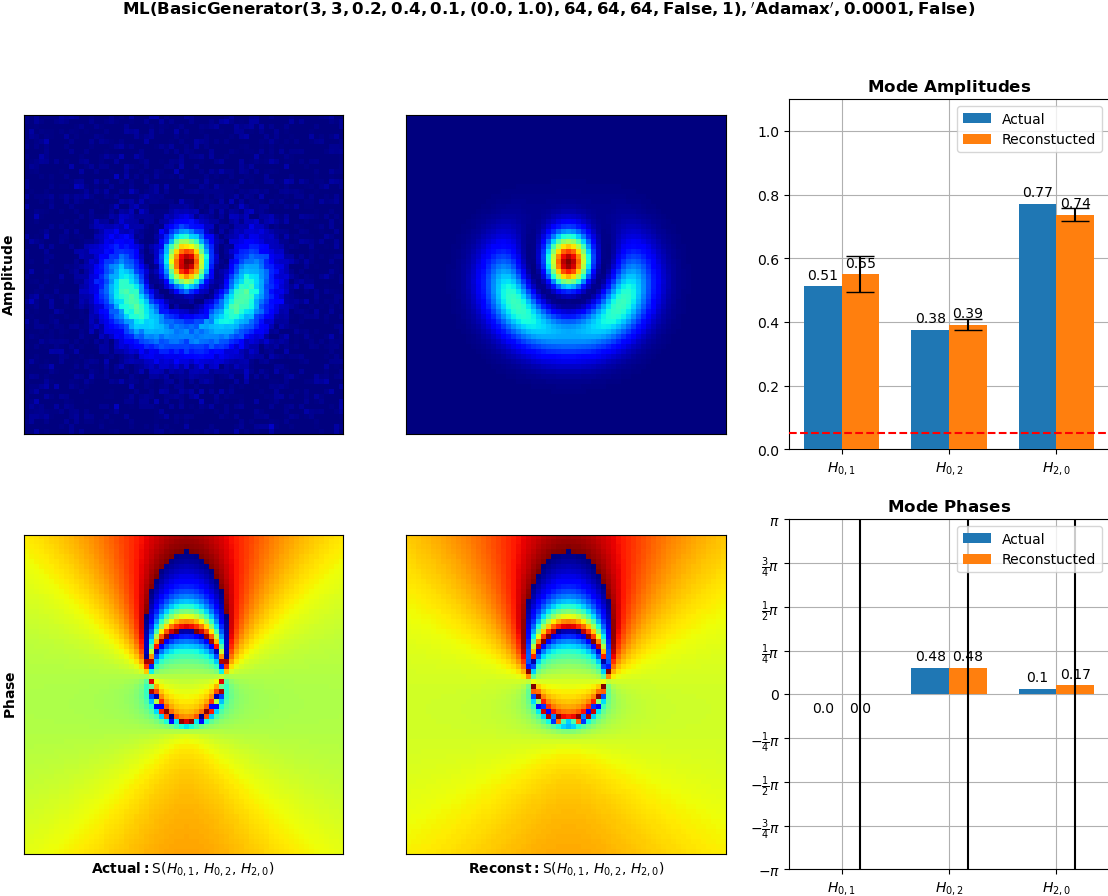 ML(BasicGenerator(3, 3, 0.2, 0.4, 0.1, (0.0, 1.0), 64, 64, 64, False, 1), ′Adamax′, 0.0001, False)
Mode Amplitudes
Amplitude
Actual
Reconstucted
1.0
0.8
0.6
0.4
0.2
0.0
0.51
0.55
0.38
0.39
0.77
0.74
H0,1
H0,2
H2,0
Mode Phases
Phase
Actual
Reconstucted
π
3/4π
1/2π
1/4π
0
−1/4π
−1/2π
−3/4π
−π
0.0
0.0
0.48
0.48
0.1
0.17
H0,1
H0,2
H2,0
Actual: S(H0,1, H0,2, H2,0)
Reconst: S(H0,1, H0,2, H2,0)